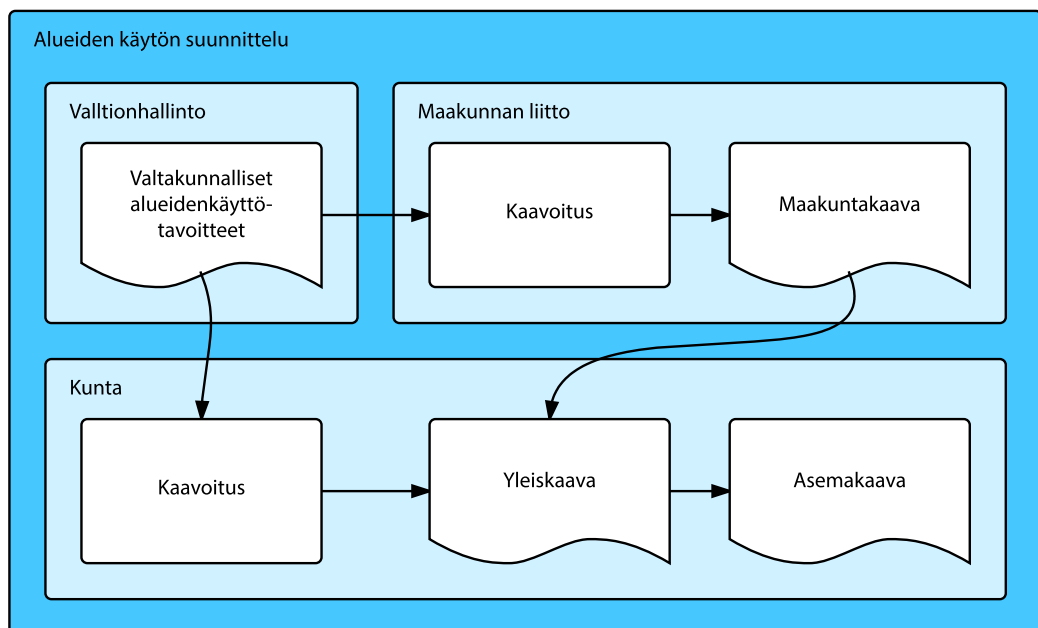 Alueiden käytön suunnittelu
Valltionhallinto
Maakunnan liitto
Valtakunnalliset
alueidenkäyttö-
tavoitteet
Kaavoitus
Maakuntakaava
Kunta
Kaavoitus
Yleiskaava
Asemakaava